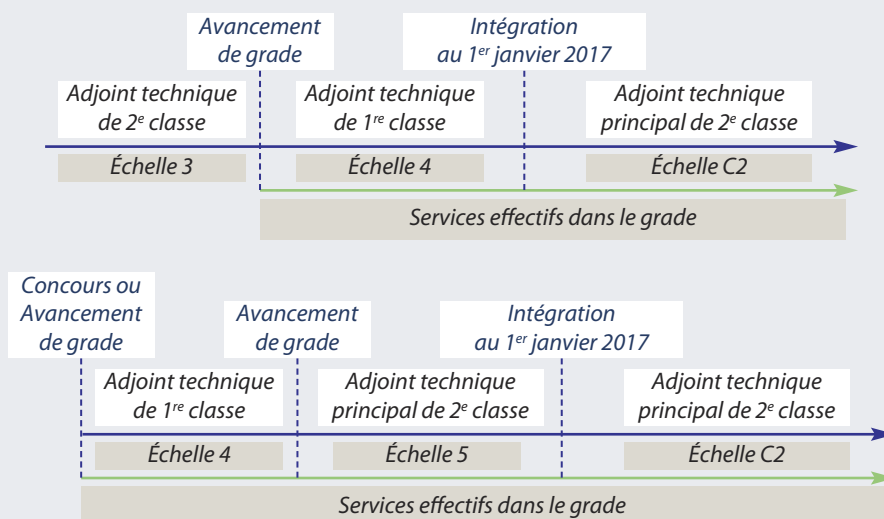 Avancement
de grade
Intégration
au 1er janvier 2017
Adjoint technique
de 2e classe
Adjoint technique
de 1re classe
Adjoint technique
principal de 2e classe
Échelle 3
Échelle 4
Échelle C2
Services effectifs dans le grade
Concours ou
Avancement
de grade
Avancement
de grade
Intégration
au 1er janvier 2017
Adjoint technique
de 1re classe
Adjoint technique
principal de 2e classe
Adjoint technique
principal de 2e classe
Échelle 4
Échelle 5
Échelle C2
Services effectifs dans le grade